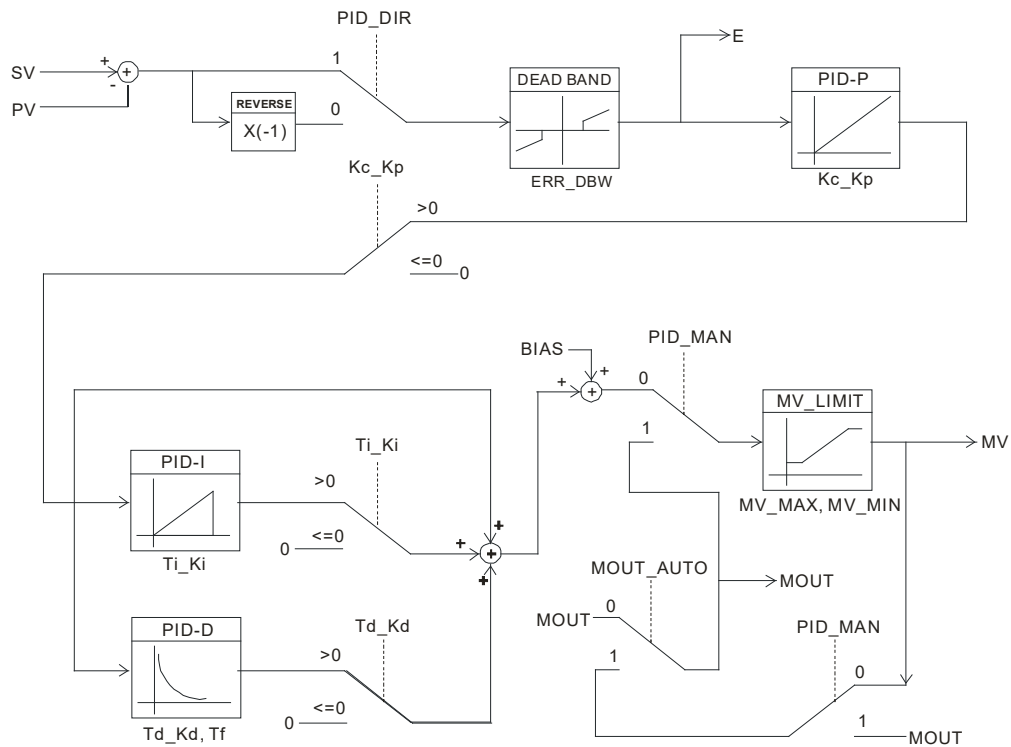 PID_DIR
SV
+
+
-
PV
1
0
REVERSE
X(-1)
DEAD BAND
ERR_DBW
E
PID-P
Kc_Kp
Kc_Kp
>0
<=0
0
BIAS
+
+
+
PID_MAN
0
1
MV_LIMIT
MV
MV_MAX, MV_MIN
PID-I
Ti_Ki
Ti_Ki
>0
0
<=0
+
+
+
+
MOUT_AUTO
MOUT
0
1
MOUT
PID_MAN
0
1
MOUT
PID-D
Td_Kd, Tf
Td_Kd
>0
0
<=0